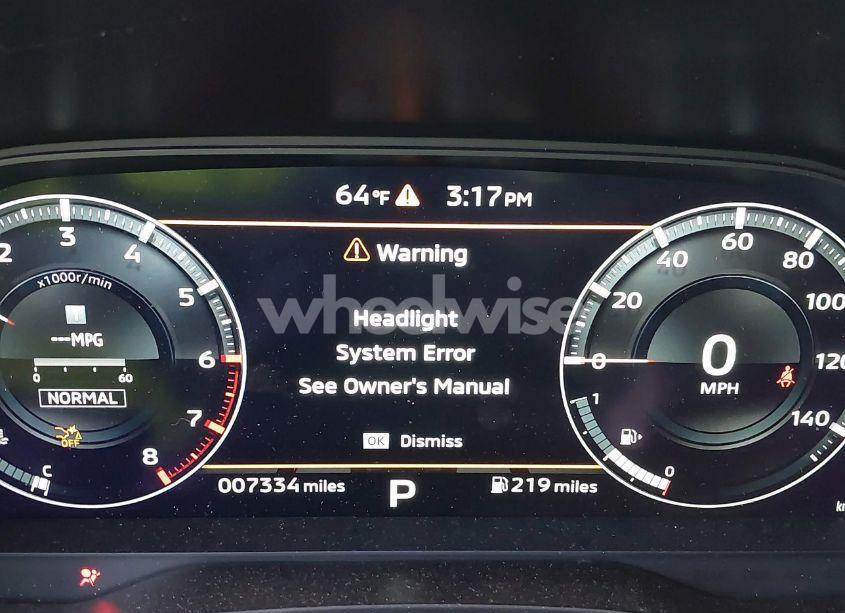 64°F 3:17PM
Warning
Headlight
System Error
See Owner's Manual
OK Dismiss
007334 miles P 219 miles
2 3 4 5 6 7 8
x1000r/min
1
---MPG
0 60
NORMAL
OFF
C
0 20 40 60 80 100 120 140
0
MPH
1
0
wheelwise